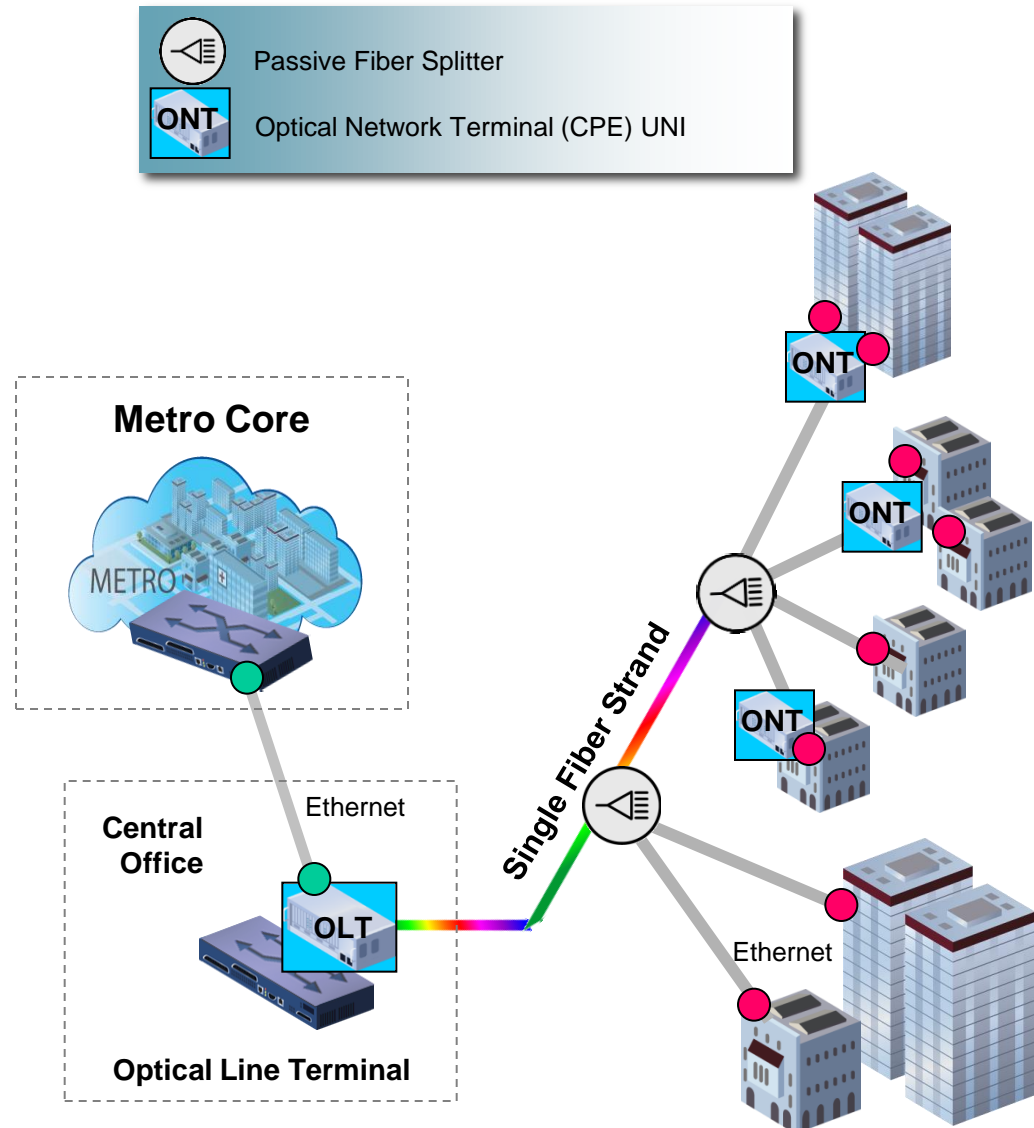 Passive Fiber Splitter
ONT
Optical Network Terminal (CPE) UNI
ONT
Metro Core
METRO
ONT
ONT
Single Fiber Strand
Ethernet
Central
Office
OLT
Ethernet
Optical Line Terminal